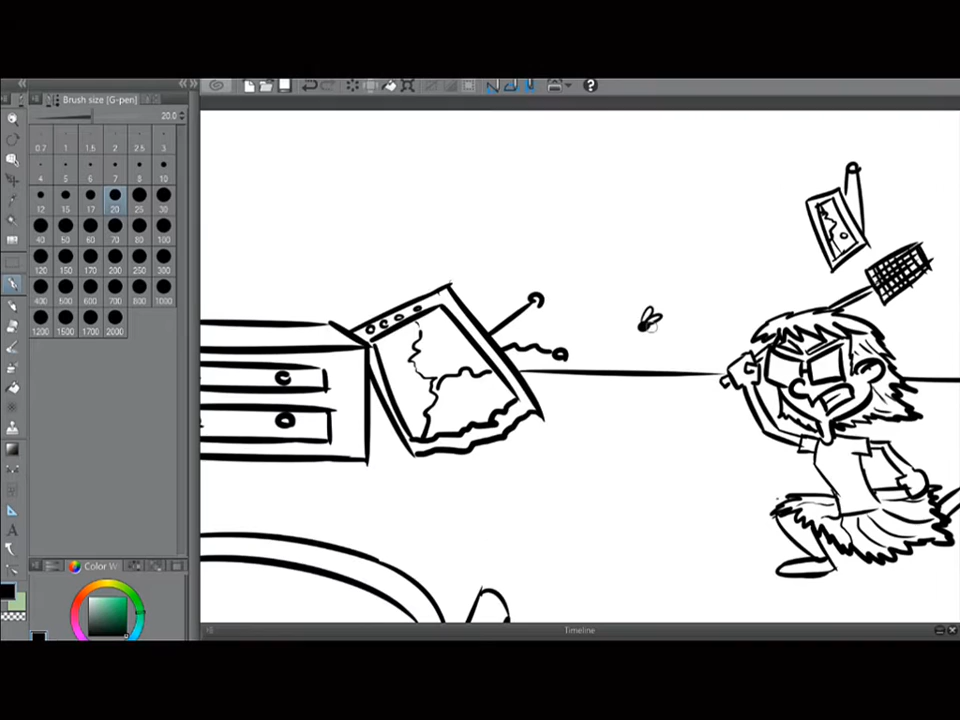 Brush size [G-pen]
20.0
0.7 1 1.5 2 2.5 3
4 5 6 7 8 10
12 15 17 20 25 30
40 50 60 70 80 100
120 150 170 200 250 300
400 500 600 700 800 1000
1200 1500 1700 2000
Color W
Timeline